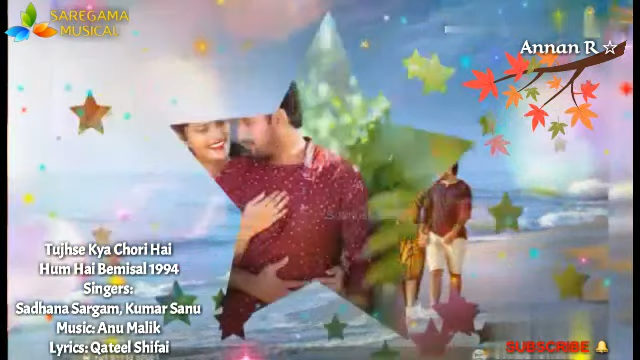 SAREGAMA
MUSICAL
Annan R ☆
Tujhse Kya Chori Hai
Hum Hai Bemisal 1994
Singers:
Sadhana Sargam, Kumar Sanu
Music: Anu Malik
Lyrics: Qateel Shifai
SUBSCRIBE